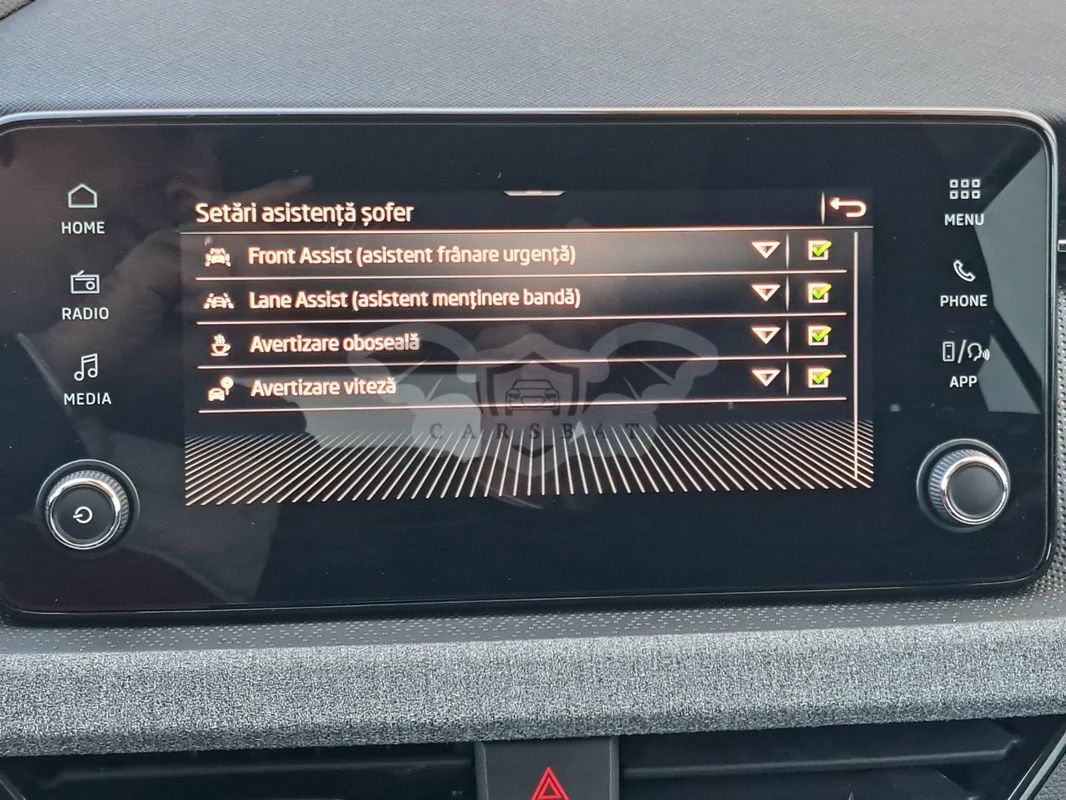 HOME
RADIO
MEDIA
Setări asistență șofer
Front Assist (asistent frânare urgență)
Lane Assist (asistent menținere bandă)
Avertizare oboseală
Avertizare viteză
CARSBAT
MENU
PHONE
APP